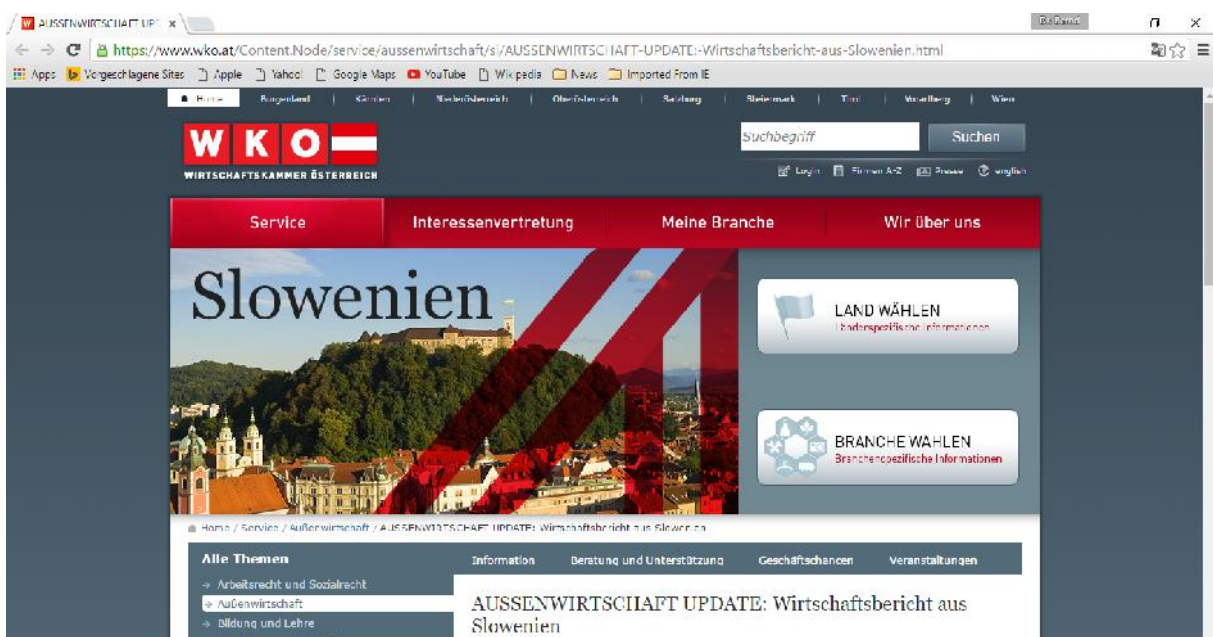 AUSSENWIRTSCHAFT UPD
https://www.wko.at/Content.Node/service/aussenwirtschaft/si/AUSSENWIRTSCHAFT-UPDATE:-Wirtschaftsbericht-aus-Slowenien.html
Apps Vorgeschlagene Sites Apple Yahoo! Google Maps YouTube Wikipedia News Imported From IE
Home | Burgenland | Kärnten | Niederösterreich | Oberösterreich | Salzburg | Steiermark | Tirol | Vorarlberg | Wien
WKO
WIRTSCHAFTSKAMMER ÖSTERREICH
Suchbegriff Suchen
Login Firmen A-Z Presse english
Service Interessenvertretung Meine Branche Wir über uns
Slowenien
LAND WÄHLEN
Länderspezifische Informationen
BRANCHE WÄHLEN
Branchenspezifische Informationen
Home / Service / Außenwirtschaft / AUSSENWIRTSCHAFT UPDATE: Wirtschaftsbericht aus Slowenien
Alle Themen
Information Beratung und Unterstützung Geschäftschancen Veranstaltungen
Arbeitsrecht und Sozialrecht
Außenwirtschaft
Bildung und Lehre
AUSSENWIRTSCHAFT UPDATE: Wirtschaftsbericht aus
Slowenien